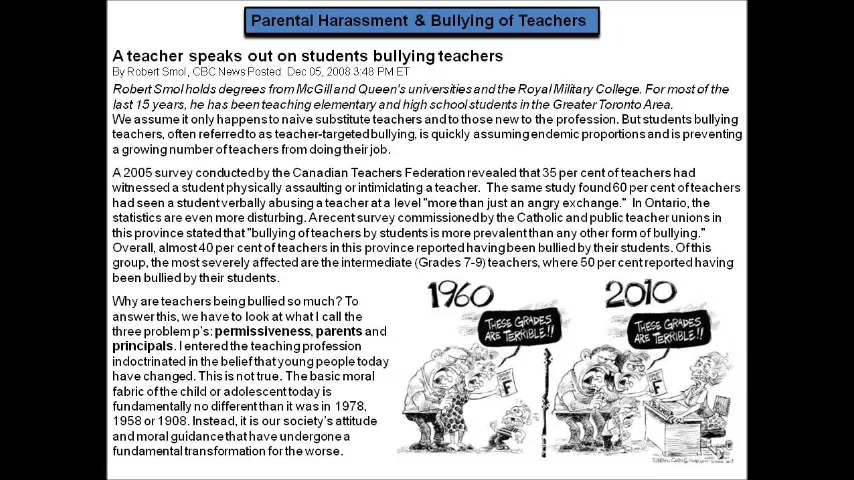 Parental Harassment & Bullying of Teachers
A teacher speaks out on students bullying teachers
By Robert Smol, CBC News Posted: Dec 05, 2008 3:48 PM ET
Robert Smol holds degrees from McGill and Queen's universities and the Royal Military College. For most of the
last 15 years, he has been teaching elementary and high school students in the Greater Toronto Area.
We assume it only happens to naive substitute teachers and to those new to the profession. But students bullying
teachers, often referred to as teacher-targeted bullying, is quickly assuming endemic proportions and is preventing
a growing number of teachers from doing their job.
A 2005 survey conducted by the Canadian Teachers Federation revealed that 35 per cent of teachers had
witnessed a student physically assaulting or intimidating a teacher. The same study found 60 per cent of teachers
had seen a student verbally abusing a teacher at a level "more than just an angry exchange." In Ontario, the
statistics are even more disturbing. A recent survey commissioned by the Catholic and public teacher unions in
this province stated that "bullying of teachers by students is more prevalent than any other form of bullying."
Overall, almost 40 per cent of teachers in this province reported having been bullied by their students. Of this
group, the most severely affected are the intermediate (Grades 7-9) teachers, where 50 per cent reported having
been bullied by their students.
Why are teachers being bullied so much? To
answer this, we have to look at what I call the
three problem p's: permissiveness, parents and
principals. I entered the teaching profession
indoctrinated in the belief that young people today
have changed. This is not true. The basic moral
fabric of the child or adolescent today is
fundamentally no different than it was in 1978,
1958 or 1908. Instead, it is our society's attitude
and moral guidance that have undergone a
fundamental transformation for the worse.
1960
THESE GRADES
ARE TERRIBLE!!
F
2010
THESE GRADES
ARE TERRIBLE!!
F